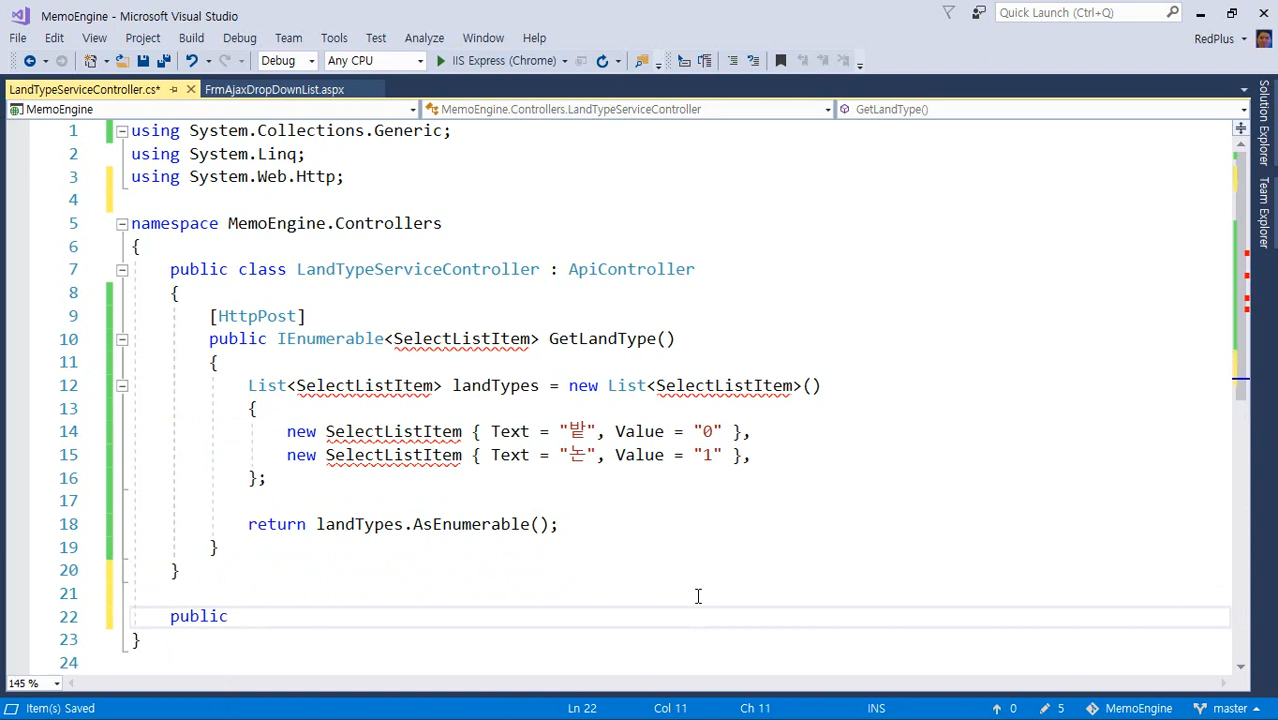 MemoEngine - Microsoft Visual Studio
Quick Launch (Ctrl+Q)
File Edit View Project Build Debug Team Tools Test Analyze Window Help
RedPlus
Debug Any CPU IIS Express (Chrome)
LandTypeServiceController.cs* FrmAjaxDropDownList.aspx
MemoEngine MemoEngine.Controllers.LandTypeServiceController GetLandType()
1 using System.Collections.Generic;
2 using System.Linq;
3 using System.Web.Http;
4
5 namespace MemoEngine.Controllers
6 {
7 public class LandTypeServiceController : ApiController
8 {
9 [HttpPost]
10 public IEnumerable<SelectListItem> GetLandType()
11 {
12 List<SelectListItem> landTypes = new List<SelectListItem>()
13 {
14 new SelectListItem { Text = "밭", Value = "0" },
15 new SelectListItem { Text = "논", Value = "1" },
16 };
17
18 return landTypes.AsEnumerable();
19 }
20 }
21
22 public
23 }
24
Solution Explorer
Team Explorer
145 %
Item(s) Saved Ln 22 Col 11 Ch 11 INS 0 5 MemoEngine master